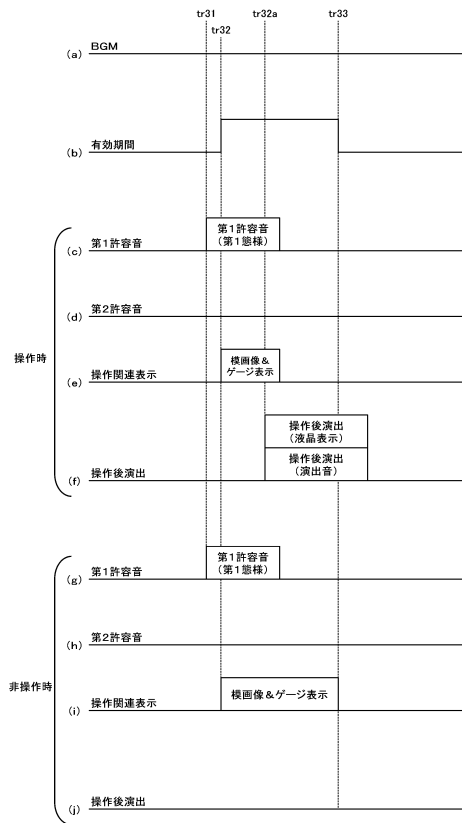 tr31 tr32a tr33
tr32
(a) BGM
(b) 有効期間
第1許容音
(第1態様)
(c) 第1許容音
(d) 第2許容音
操作時
模画像&
ゲージ表示
(e) 操作関連表示
操作後演出
(液晶表示)
操作後演出
(演出音)
(f) 操作後演出
第1許容音
(第1態様)
(g) 第1許容音
(h) 第2許容音
非操作時
模画像&ゲージ表示
(i) 操作関連表示
(j) 操作後演出